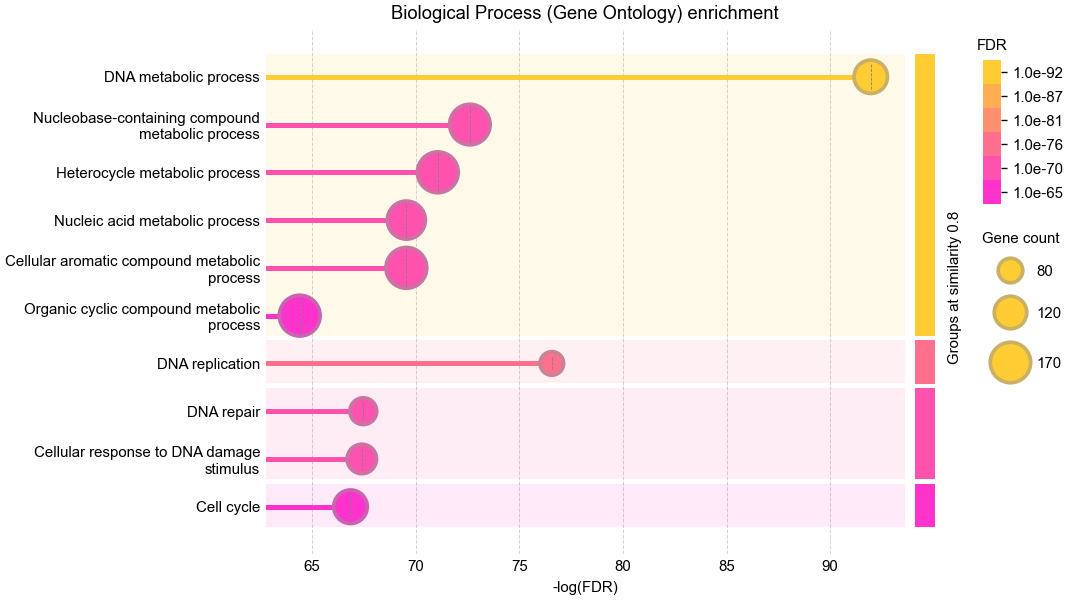 Biological Process (Gene Ontology) enrichment
DNA metabolic process
Nucleobase-containing compound
metabolic process
Heterocycle metabolic process
Nucleic acid metabolic process
Cellular aromatic compound metabolic
process
Organic cyclic compound metabolic
process
DNA replication
DNA repair
Cellular response to DNA damage
stimulus
Cell cycle
65
70
75
80
85
90
-log(FDR)
Groups at similarity 0.8
FDR
1.0e-92
1.0e-87
1.0e-81
1.0e-76
1.0e-70
1.0e-65
Gene count
80
120
170